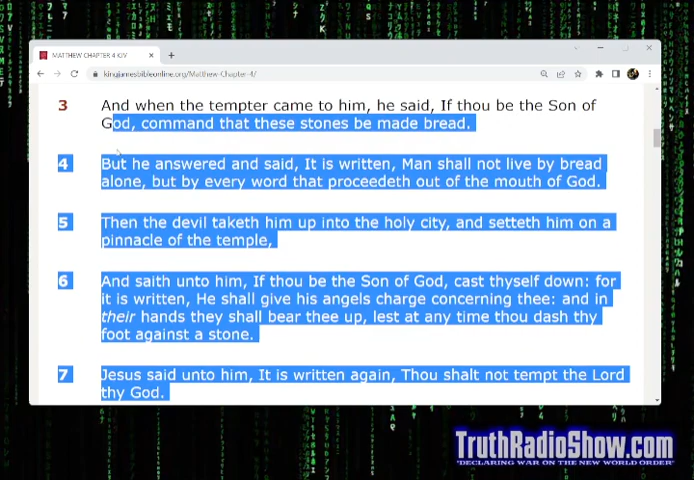 MATTHEW CHAPTER 4 KJV
kingjamesbibleonline.org/Matthew-Chapter-4/
3 And when the tempter came to him, he said, If thou be the Son of
God, command that these stones be made bread.
4 But he answered and said, It is written, Man shall not live by bread
alone, but by every word that proceedeth out of the mouth of God.
5 Then the devil taketh him up into the holy city, and setteth him on a
pinnacle of the temple,
6 And saith unto him, If thou be the Son of God, cast thyself down: for
it is written, He shall give his angels charge concerning thee: and in
their hands they shall bear thee up, lest at any time thou dash thy
foot against a stone.
7 Jesus said unto him, It is written again, Thou shalt not tempt the Lord
thy God.
TruthRadioShow.com
"DECLARING WAR ON THE NEW WORLD ORDER"